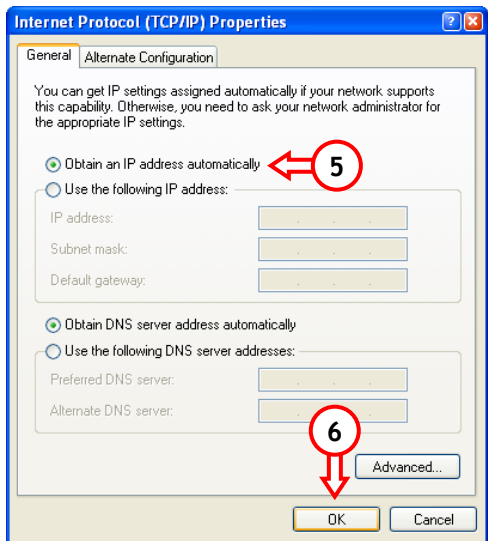 Internet Protocol (TCP/IP) Properties
General Alternate Configuration
You can get IP settings assigned automatically if your network supports
this capability. Otherwise, you need to ask your network administrator for
the appropriate IP settings.
Obtain an IP address automatically 5
Use the following IP address:
IP address:
Subnet mask:
Default gateway:
Obtain DNS server address automatically
Use the following DNS server addresses:
Preferred DNS server:
Alternate DNS server:
6
Advanced...
OK Cancel